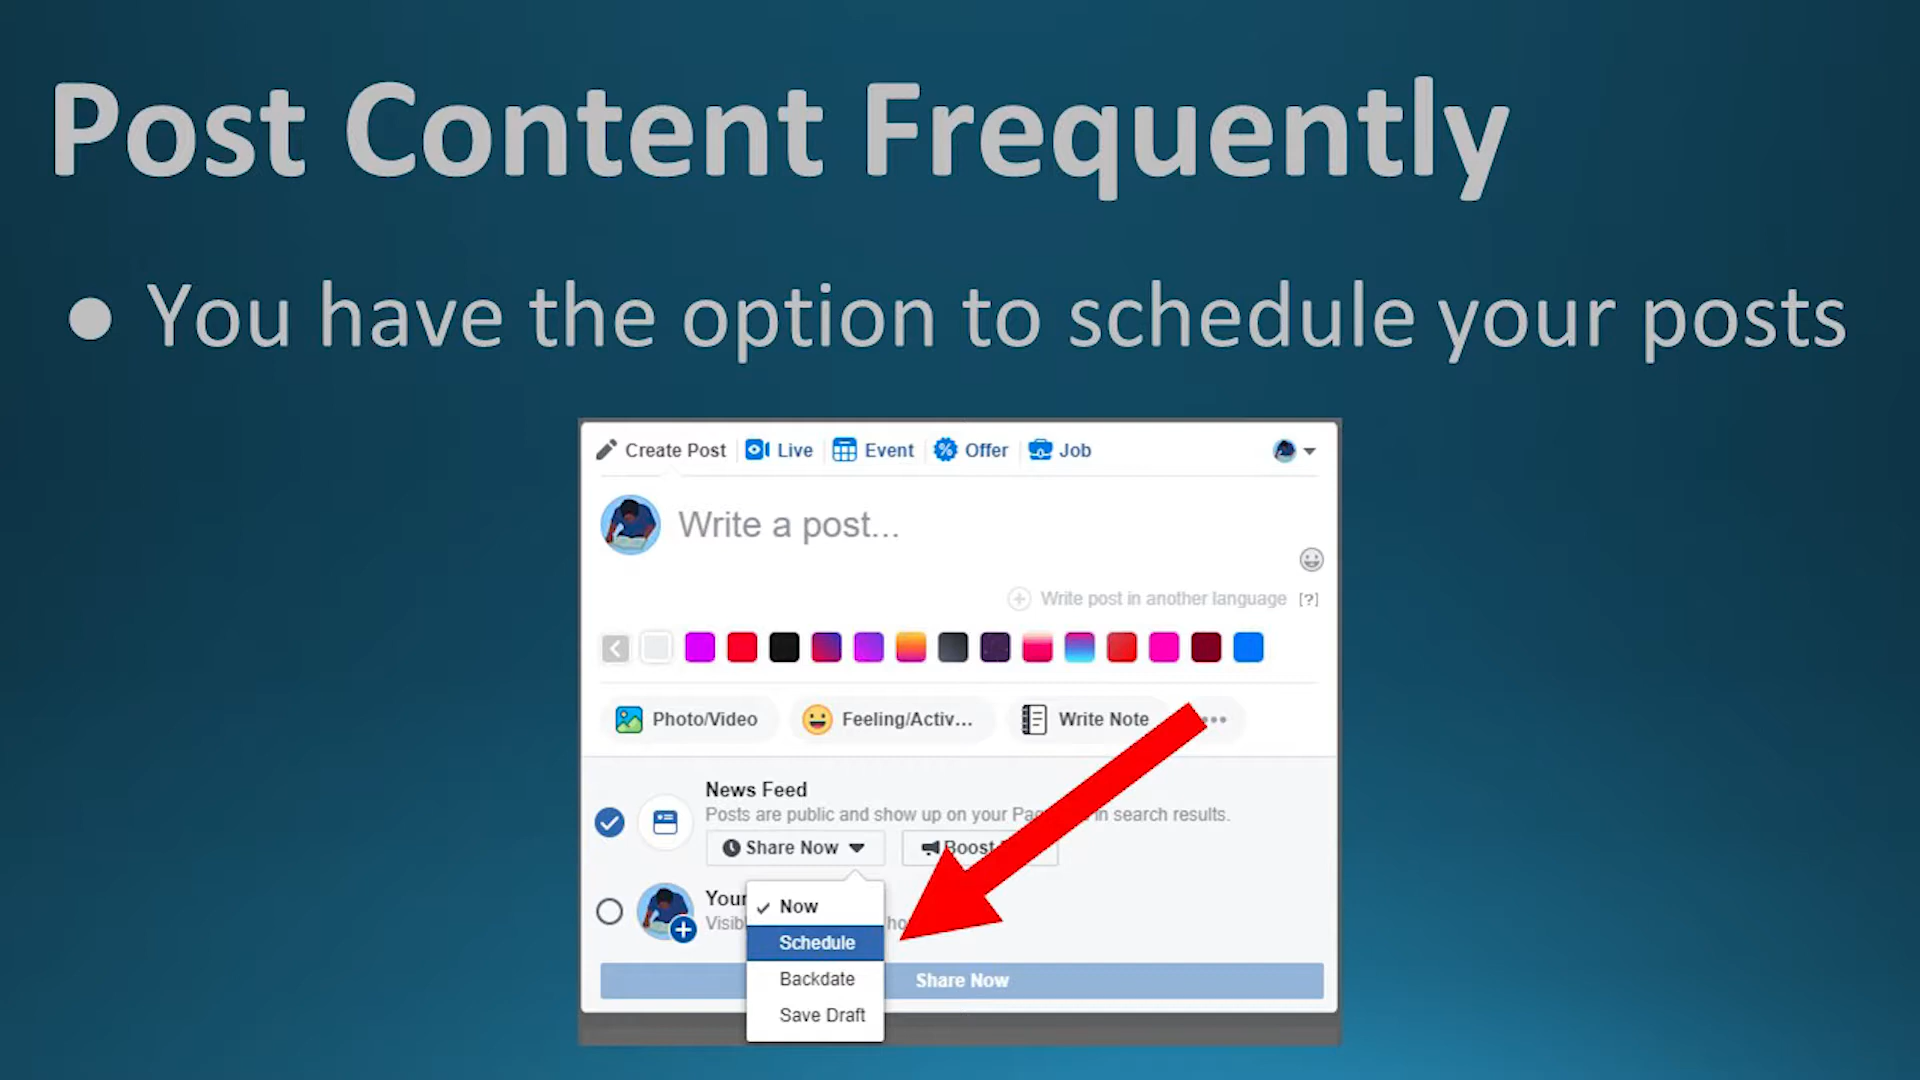 Post Content Frequently
● You have the option to schedule your posts
Create Post Live Event Offer Job
Write a post...
Write post in another language [?]
Photo/Video Feeling/Activ... Write Note ...
News Feed
Posts are public and show up on your in search results.
Share Now Boost
Your
Now
Schedule
Backdate
Share Now
Save Draft